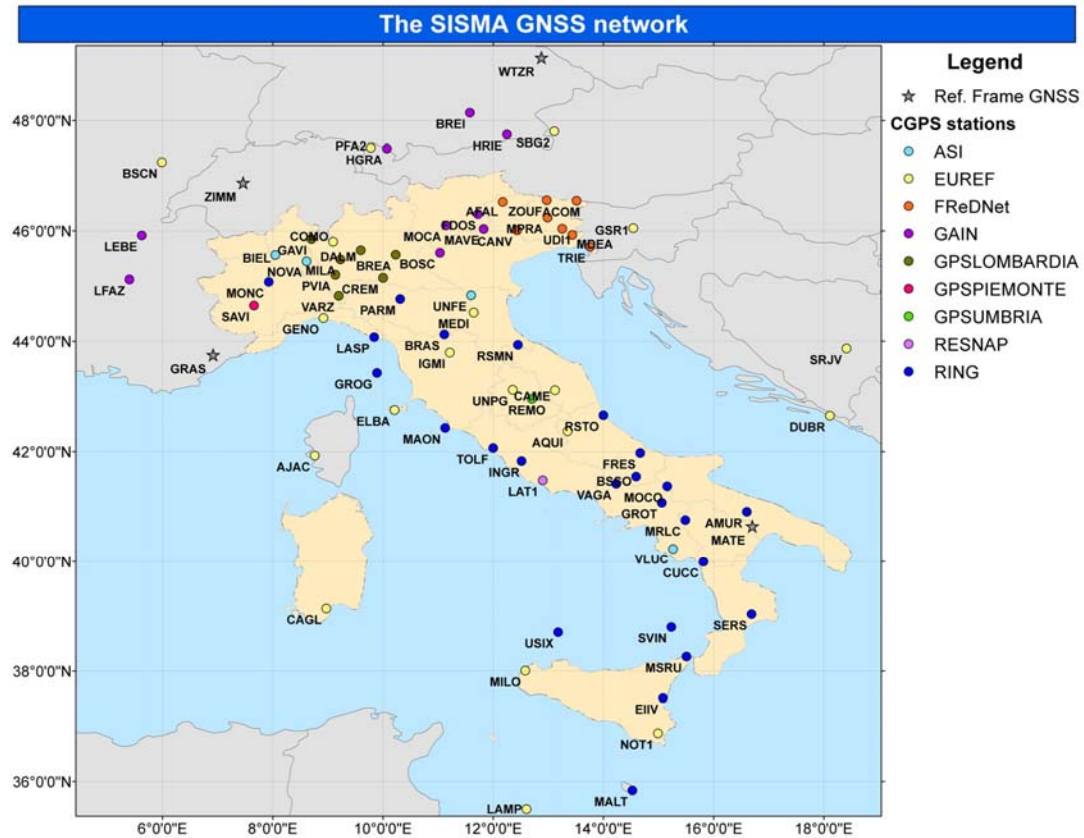 The SISMA GNSS network
WTZR
48°0'0"N
BREI
HRIE
SBG2
PFA2
HGRA
BSCN
ZIMM
46°0'0"N
LEBE
LFAZ
AFAL
ZOUF
ACOM
FDOS
MPRA
MOCA
MAVE
CANV
UDI1
MDEA
TRIE
GSR1
COMO
GAVI
BIEL
DALM
NOVA
MILA
BREA
BOSC
PVIA
CREM
MONC
SAVI
VARZ
PARM
UNFE
GENO
MEDI
44°0'0"N
LASP
BRAS
IGMI
RSMN
GRAS
SRJV
GROG
UNPG
CAME
REMO
ELBA
MAON
AQUI
RSTO
DUBR
42°0'0"N
AJAC
TOLF
INGR
FRES
LAT1
BSSO
VAGA
MOCO
GROT
MRLC
AMUR
MATE
VLUC
CUCC
40°0'0"N
CAGL
USIX
SVIN
SERS
MSRU
38°0'0"N
MILO
EIIV
NOT1
36°0'0"N
LAMP
MALT
6°0'0"E
8°0'0"E
10°0'0"E
12°0'0"E
14°0'0"E
16°0'0"E
18°0'0"E
Legend
Ref. Frame GNSS
CGPS stations
ASI
EUREF
FReDNet
GAIN
GPSLOMBARDIA
GPSPIEMONTE
GPSUMBRIA
RESNAP
RING